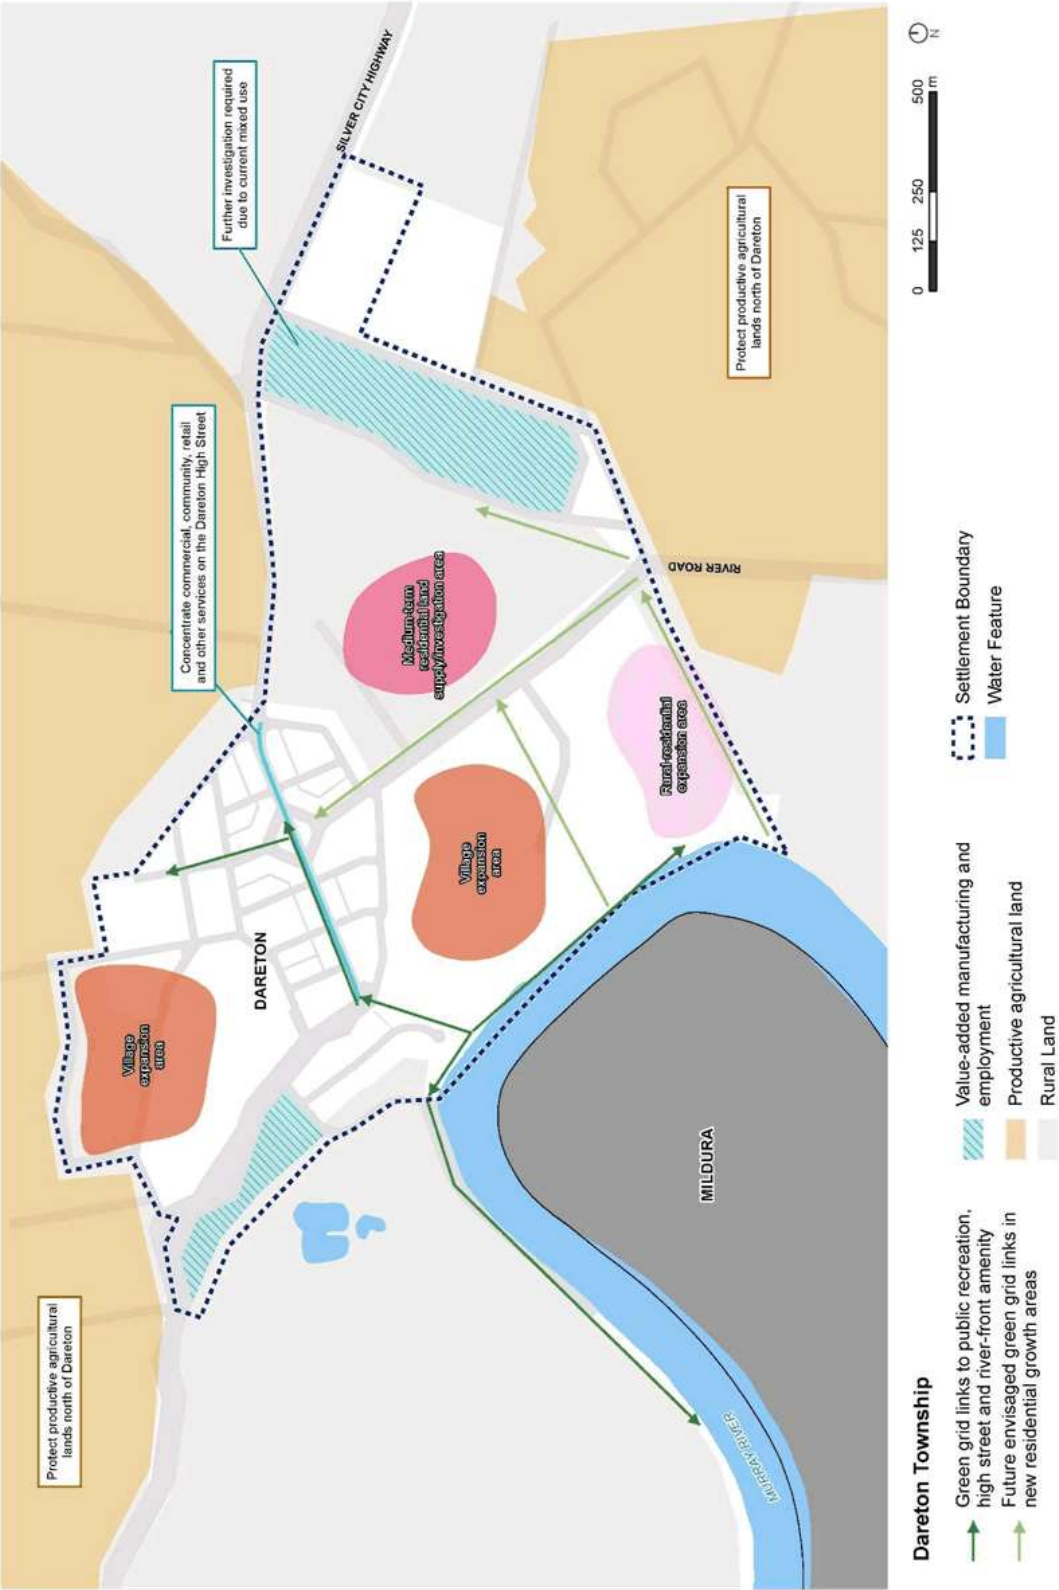 Protect productive agricultural
lands north of Dareton
Village
expansion
area
DARETON
Concentrate commercial, community, retail
and other services on the Dareton High Street
Further investigation required
due to current mixed use
SILVER CITY HIGHWAY
Medium-term
residential land
supply/investigation area
Village
expansion
area
Rural-residential
expansion area
RIVER ROAD
Protect productive agricultural
lands north of Dareton
MILDURA
MURRAY RIVER
Dareton Township
Green grid links to public recreation,
high street and river-front amenity
Future envisaged green grid links in
new residential growth areas
Value-added manufacturing and
employment
Productive agricultural land
Rural Land
Settlement Boundary
Water Feature
0 125 250 500
m
N